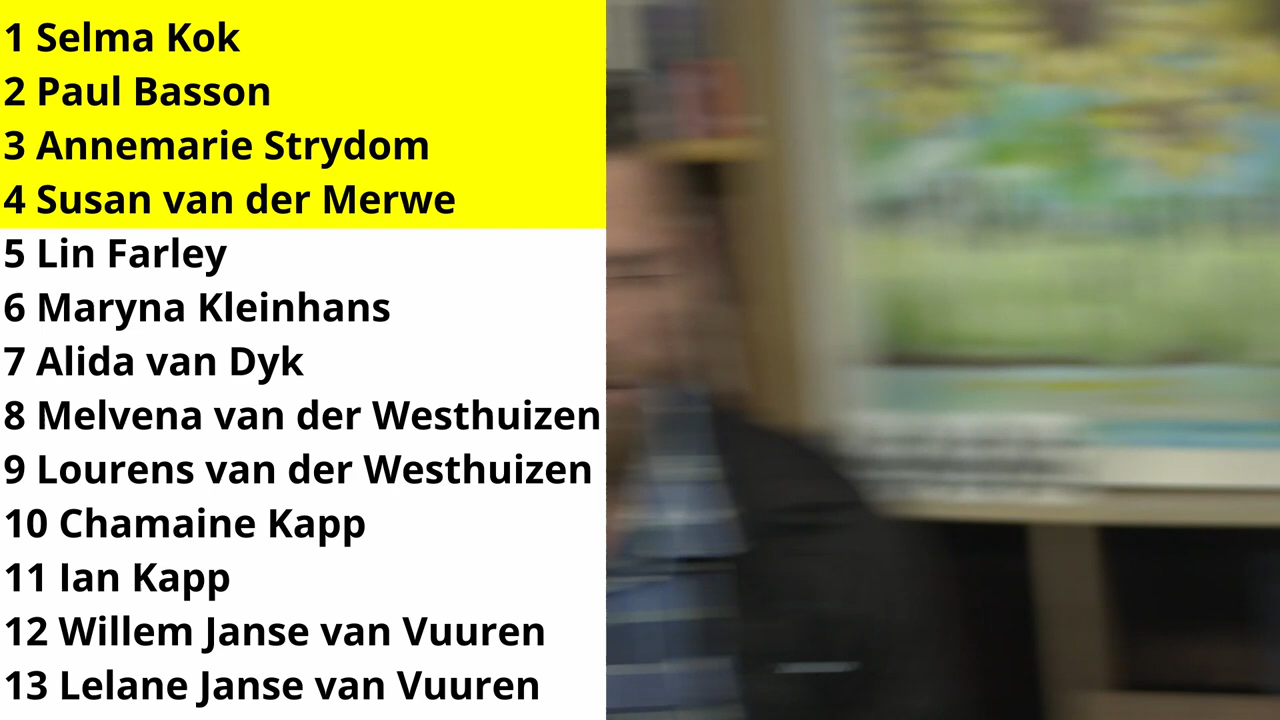 1 Selma Kok
2 Paul Basson
3 Annemarie Strydom
4 Susan van der Merwe
5 Lin Farley
6 Maryna Kleinhans
7 Alida van Dyk
8 Melvena van der Westhuizen
9 Lourens van der Westhuizen
10 Chamaine Kapp
11 Ian Kapp
12 Willem Janse van Vuuren
13 Lelane Janse van Vuuren